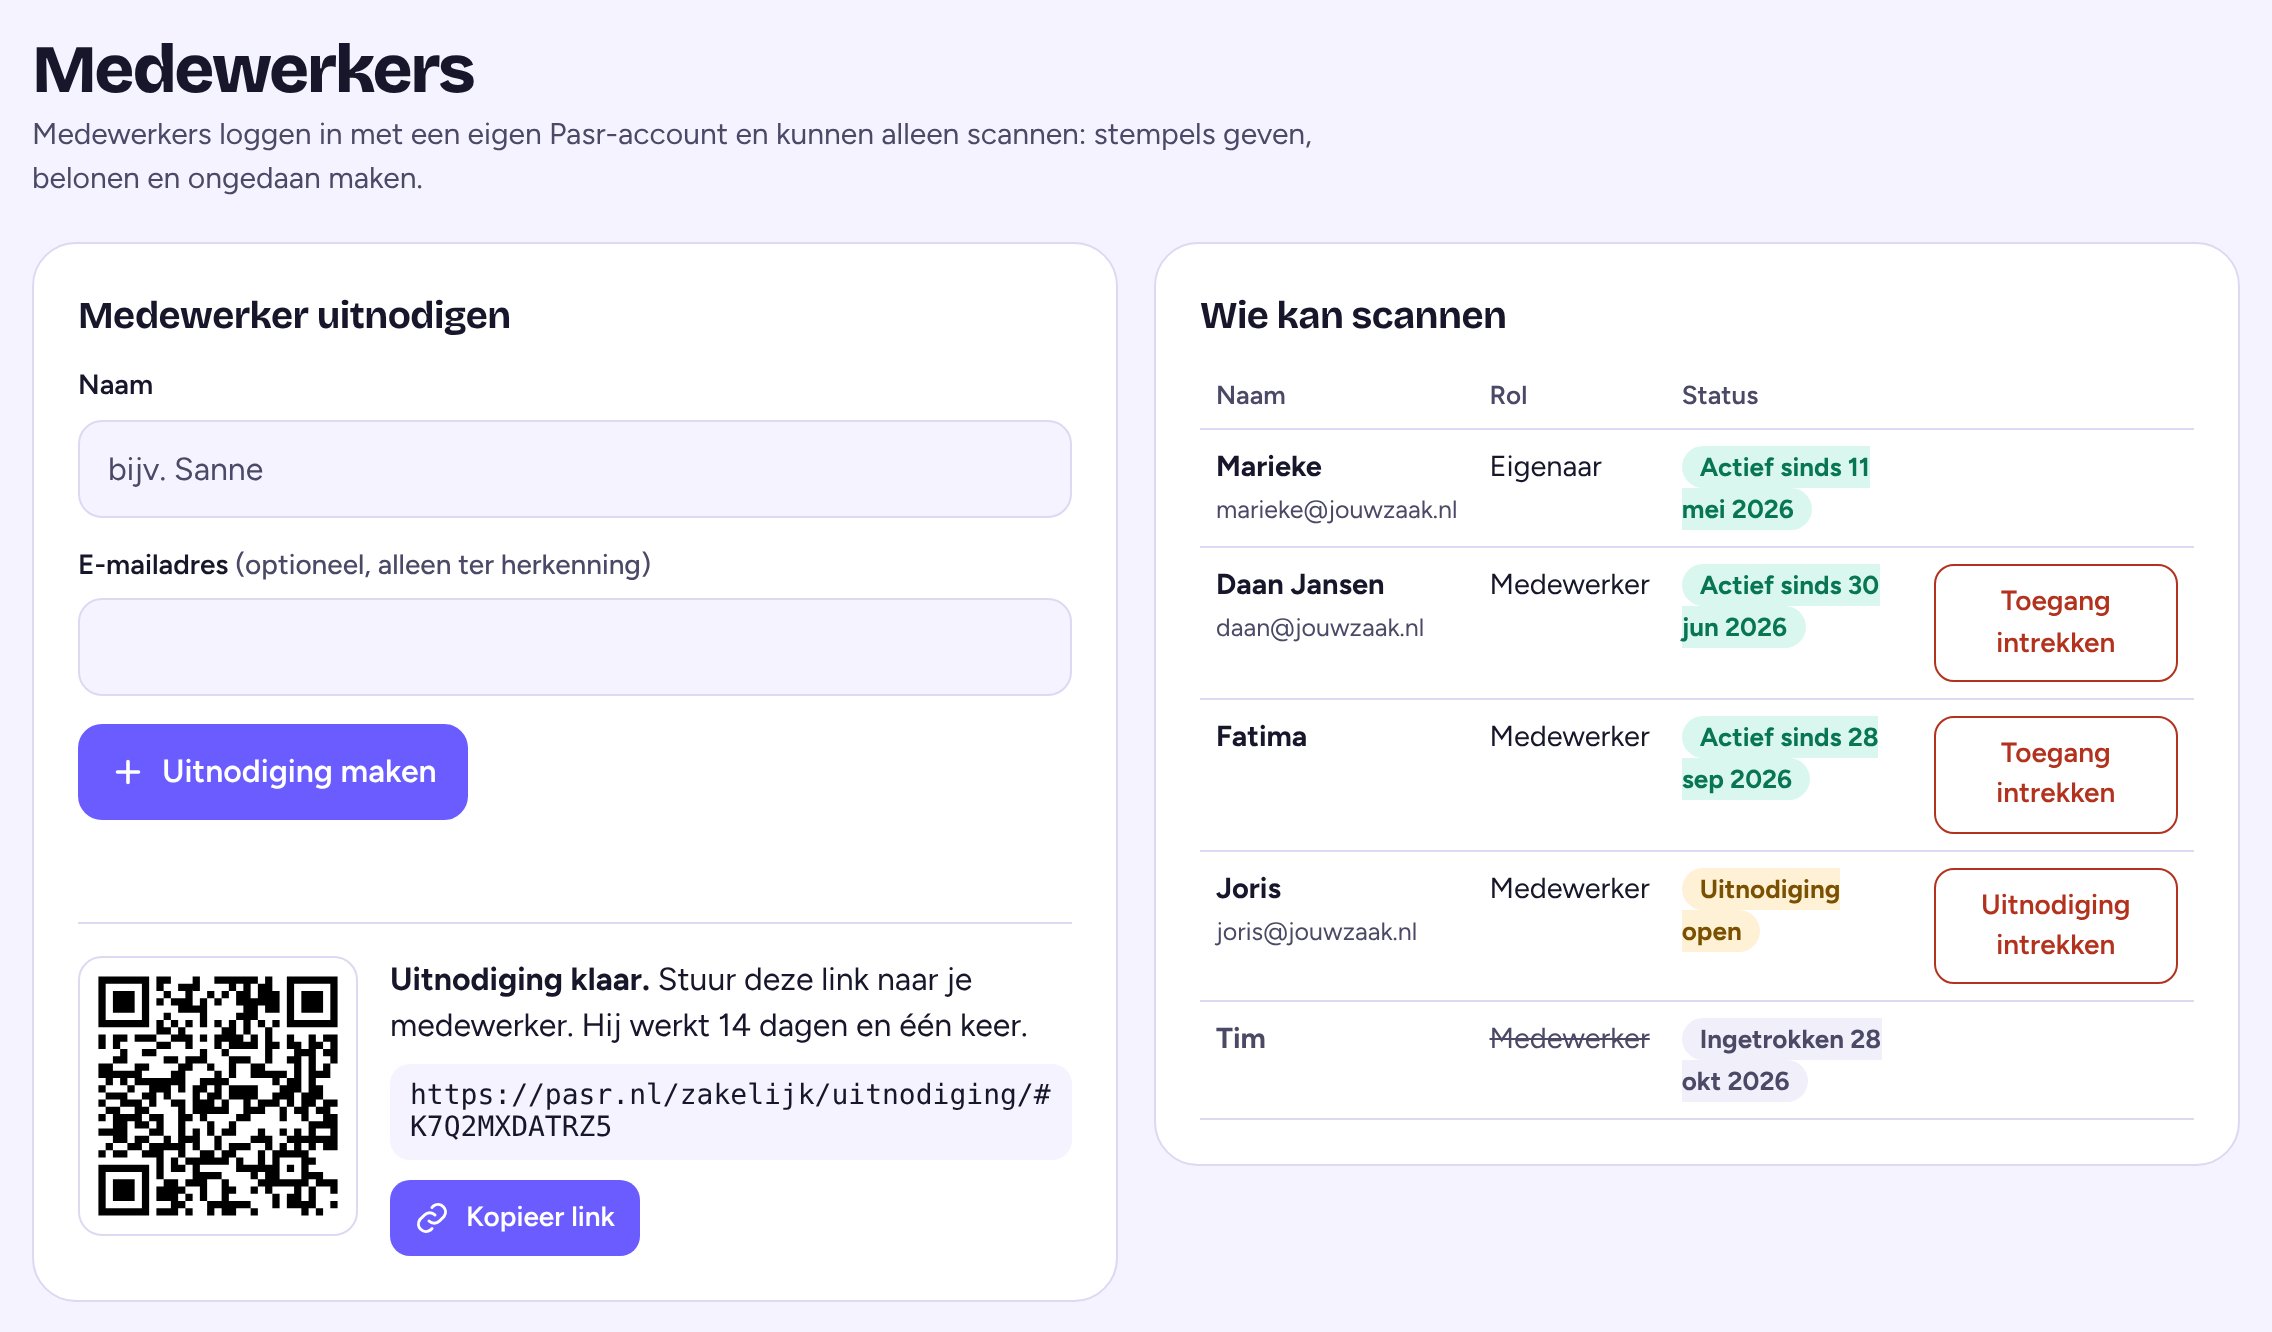 Medewerkers
Medewerkers loggen in met een eigen Pasr-account en kunnen alleen scannen: stempels geven,
belonen en ongedaan maken.
Medewerker uitnodigen
Naam
bijv. Sanne
E-mailadres (optioneel, alleen ter herkenning)
Uitnodiging maken
Uitnodiging klaar. Stuur deze link naar je
medewerker. Hij werkt 14 dagen en één keer.
https://pasr.nl/zakelijk/uitnodiging/#
K7Q2MXDATRZ5
Kopieer link
Wie kan scannen
Naam Rol Status
Marieke Eigenaar Actief sinds 11
marieke@jouwzaak.nl mei 2026
Daan Jansen Medewerker Actief sinds 30 Toegang
daan@jouwzaak.nl jun 2026 intrekken
Fatima Medewerker Actief sinds 28 Toegang
sep 2026 intrekken
Joris Medewerker Uitnodiging Uitnodiging
joris@jouwzaak.nl open intrekken
Tim Medewerker Ingetrokken 28
okt 2026